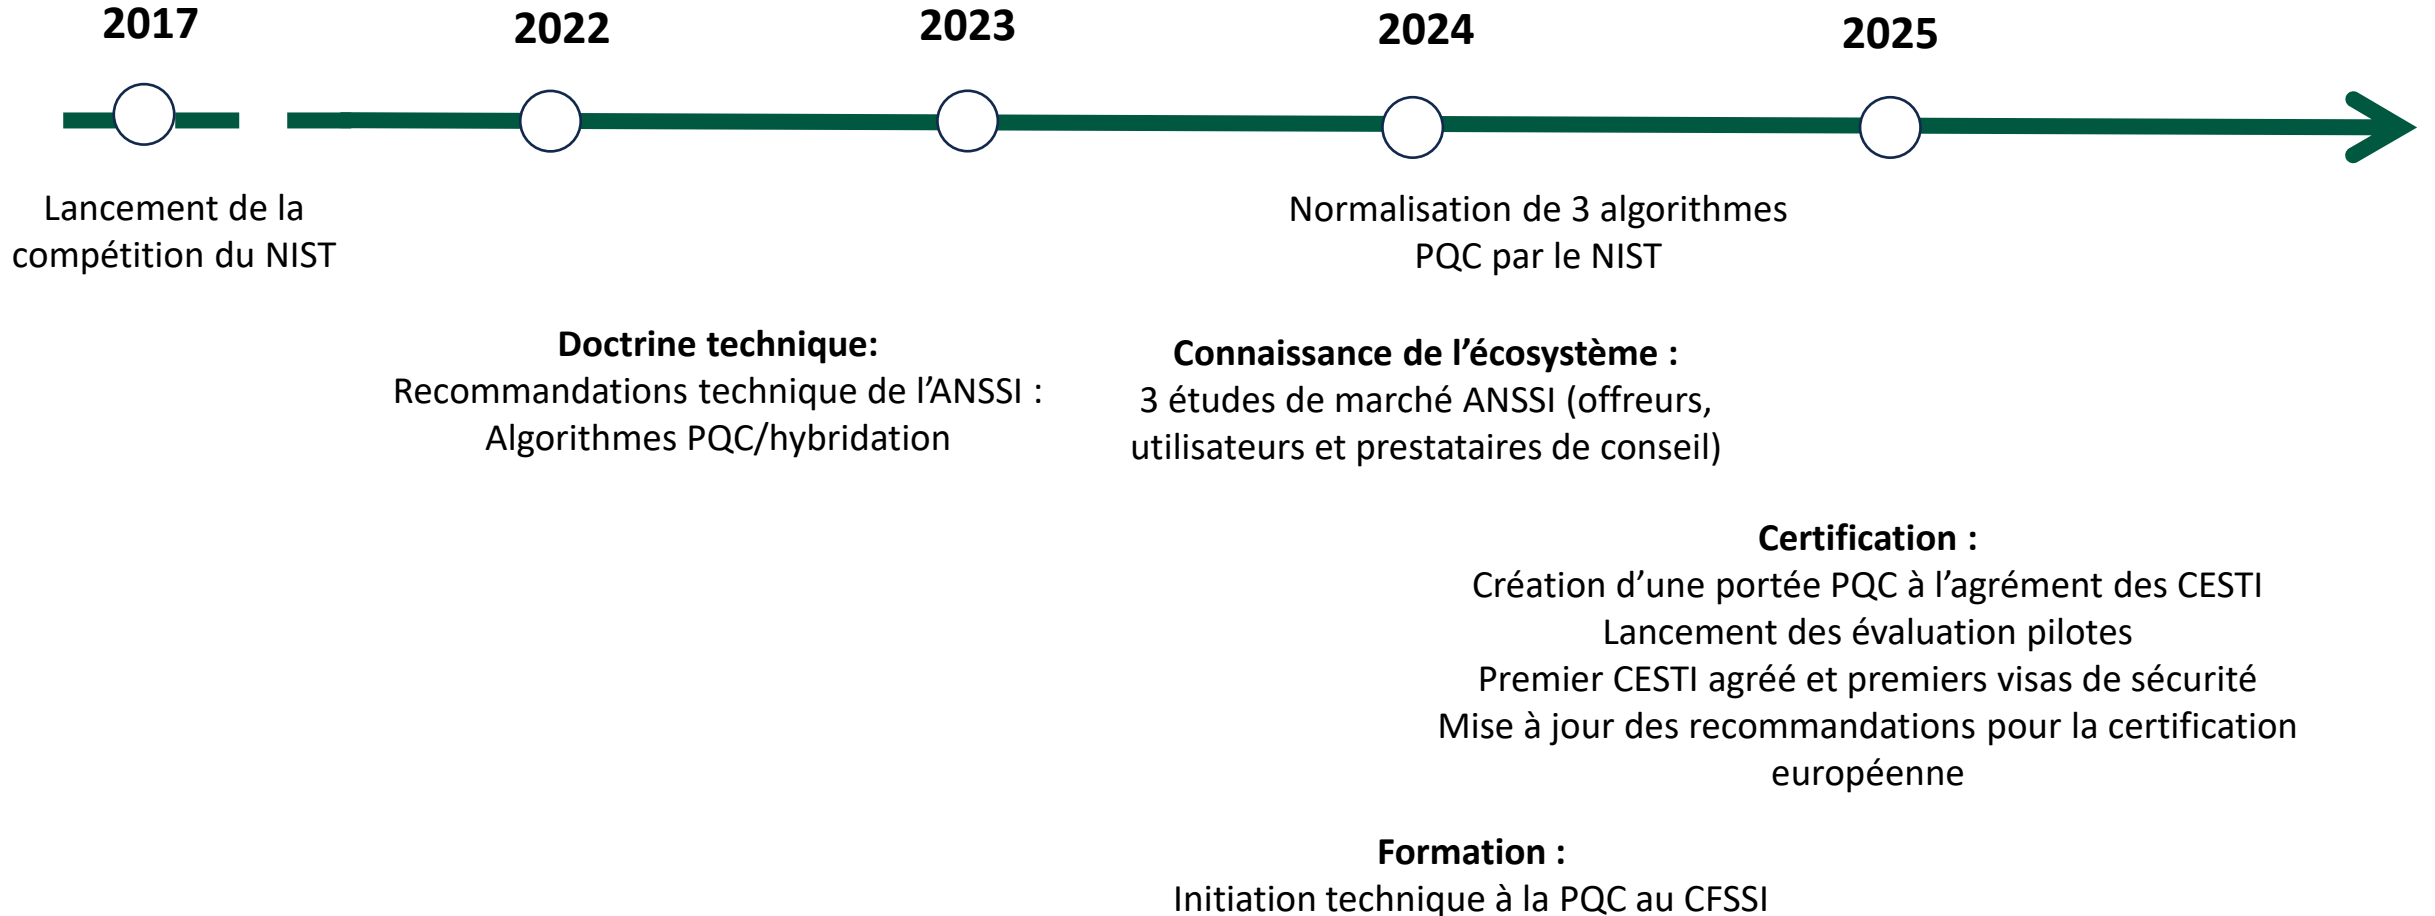 2017
2022
2023
2024
2025
Lancement de la
compétition du NIST
Normalisation de 3 algorithmes
PQC par le NIST
Doctrine technique:
Recommandations technique de l’ANSSI :
Algorithmes PQC/hybridation
Connaissance de l’écosystème :
3 études de marché ANSSI (offreurs,
utilisateurs et prestataires de conseil)
Certification :
Création d’une portée PQC à l’agrément des CESTI
Lancement des évaluation pilotes
Premier CESTI agréé et premiers visas de sécurité
Mise à jour des recommandations pour la certification
européenne
Formation :
Initiation technique à la PQC au CFSSI